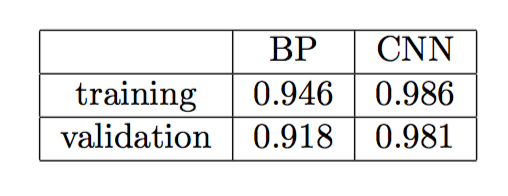 BP CNN
training 0.946 0.986
validation 0.918 0.981